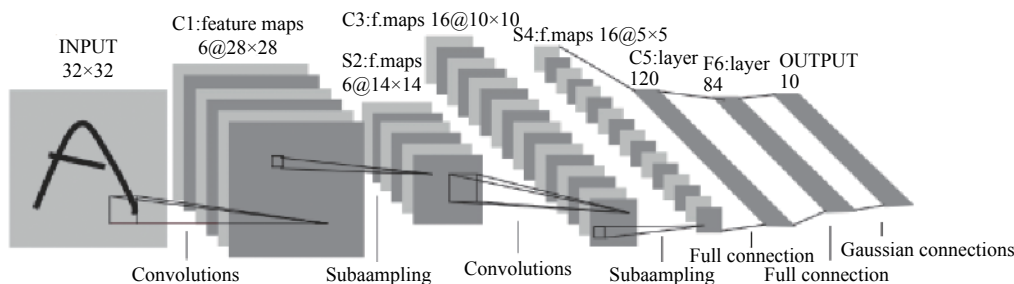 INPUT
32×32
C1:feature maps
6@28×28
S2:f.maps
6@14×14
C3:f.maps 16@10×10
S4:f.maps 16@5×5
C5:layer
120
F6:layer
84
OUTPUT
10
Convolutions
Subaampling
Convolutions
Subaampling
Full connection
Full connection
Gaussian connections
A